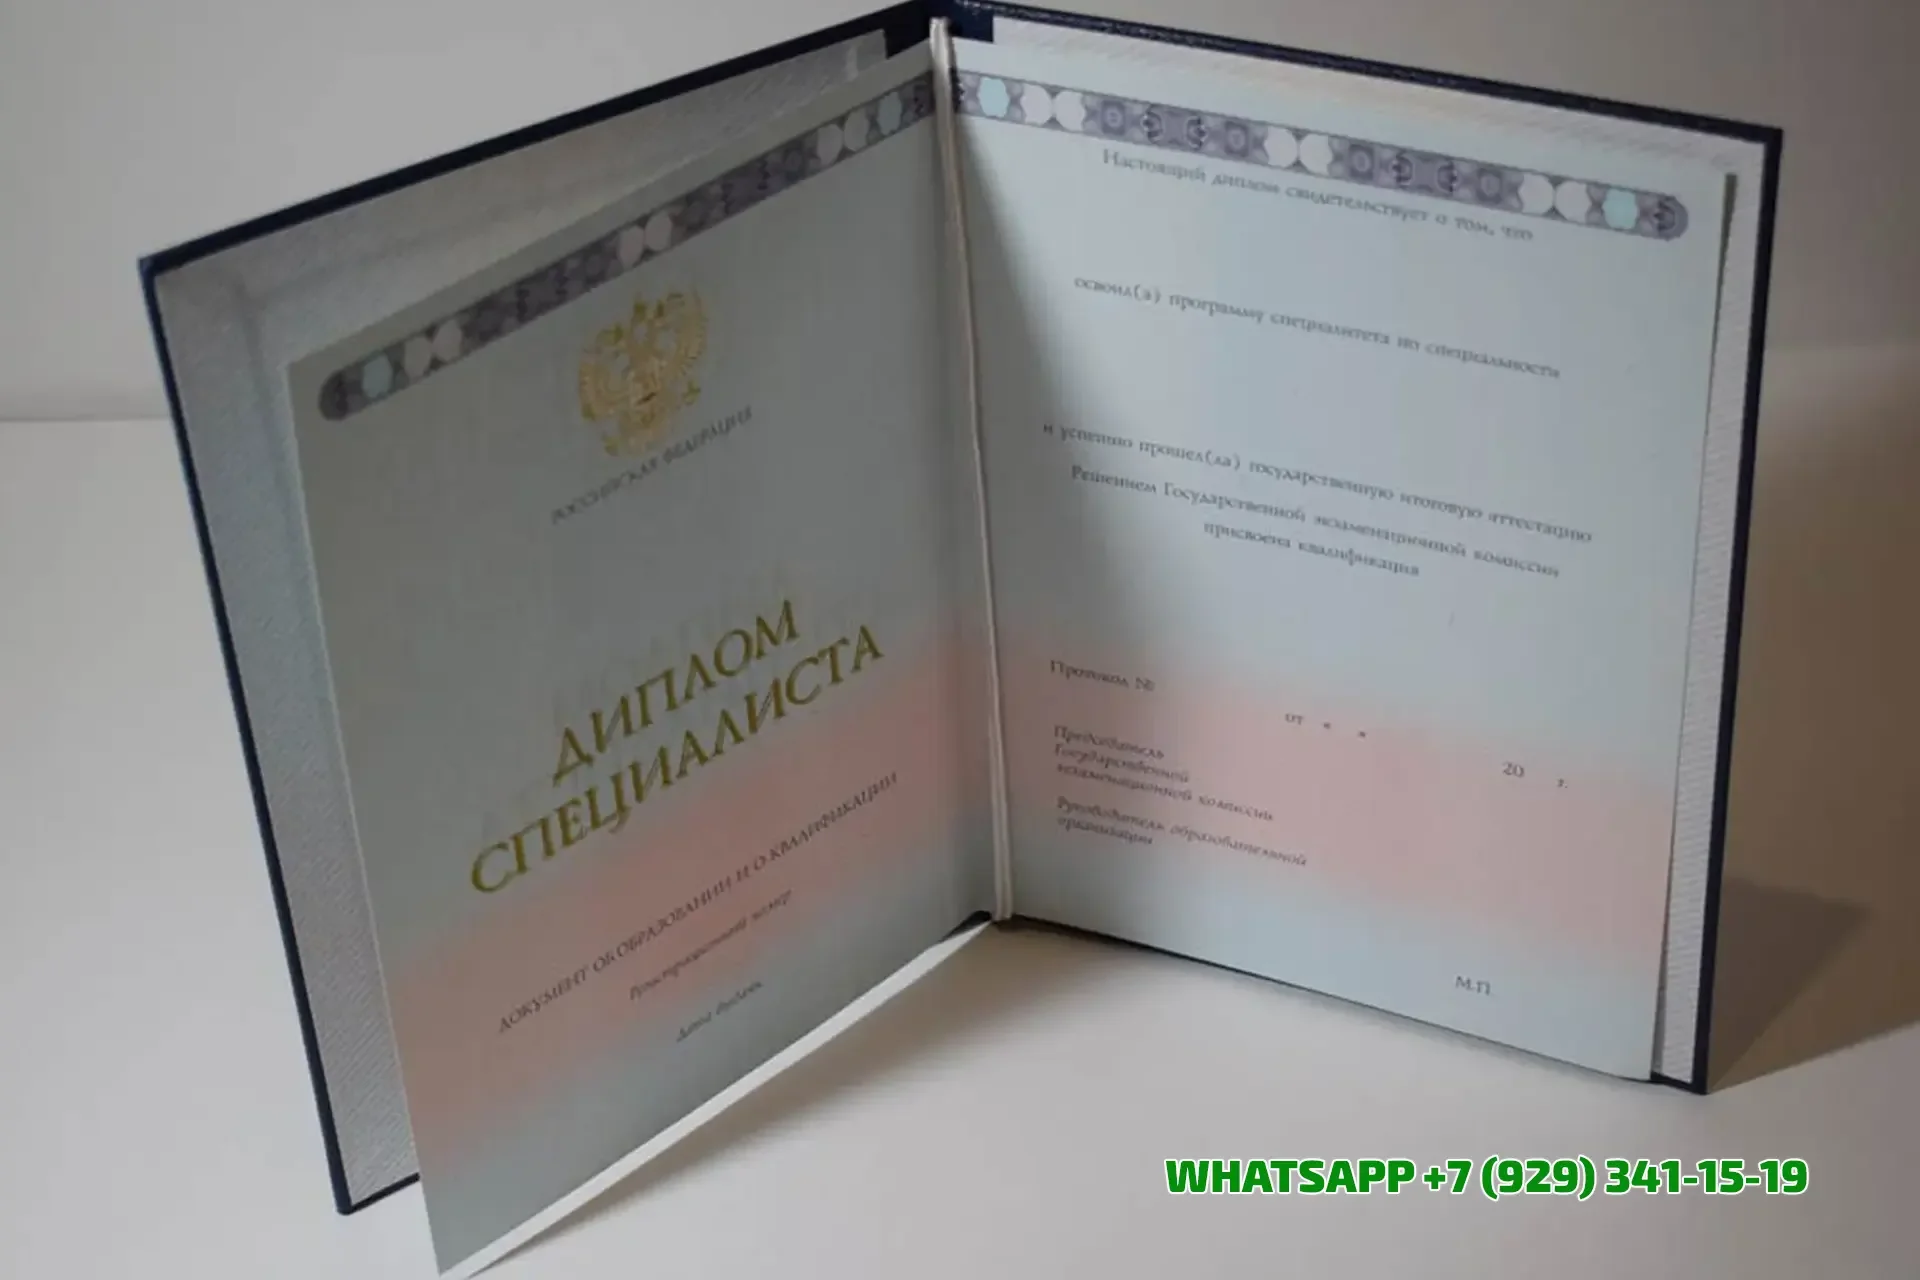 РОССИЙСКАЯ ФЕДЕРАЦИЯ
ДИПЛОМ
СПЕЦИАЛИСТА
ДОКУМЕНТ ОБ ОБРАЗОВАНИИ И О КВАЛИФИКАЦИИ
Регистрационный номер
Дата выдачи
Настоящий диплом свидетельствует о том, что
освоил(а) программу специалитета по специальности
и успешно прошел(ла) государственную итоговую аттестацию
Решением Государственной экзаменационной комиссии
присвоена квалификация
Протокол №
от « » 20 г.
Председатель
Государственной
экзаменационной комиссии
Руководитель образовательной
организации
М.П.
WHATSAPP +7 (929) 341-15-19